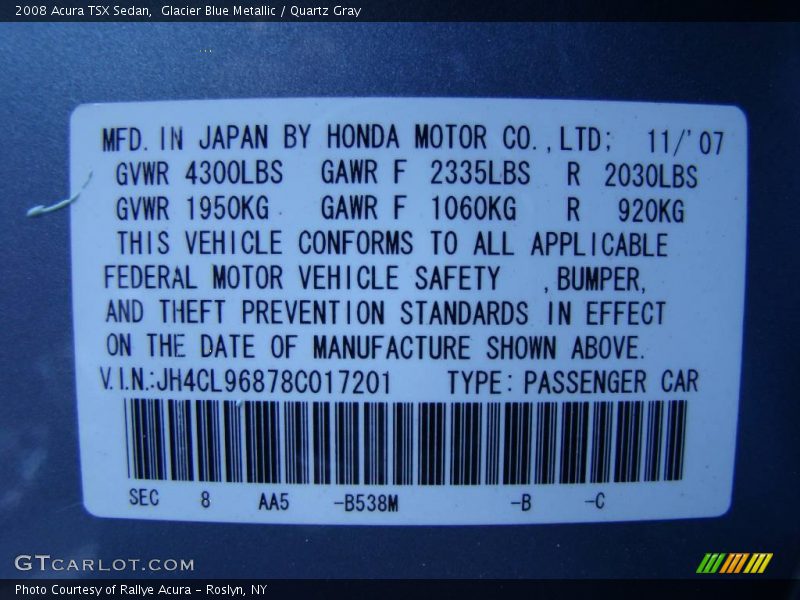 2008 Acura TSX Sedan,  Glacier Blue Metallic / Quartz Gray
MFD. IN JAPAN BY HONDA MOTOR CO.,LTD; 11/'07
GVWR 4300LBS GAWR F 2335LBS R 2030LBS
GVWR 1950KG GAWR F 1060KG R 920KG
THIS VEHICLE CONFORMS TO ALL APPLICABLE
FEDERAL MOTOR VEHICLE SAFETY ,BUMPER,
AND THEFT PREVENTION STANDARDS IN EFFECT
ON THE DATE OF MANUFACTURE SHOWN ABOVE.
V.I.N.:JH4CL96878C017201 TYPE: PASSENGER CAR
SEC 8 AA5 -B538M -B -C
GTCARLOT.COM
Photo Courtesy of Rallye Acura - Roslyn, NY